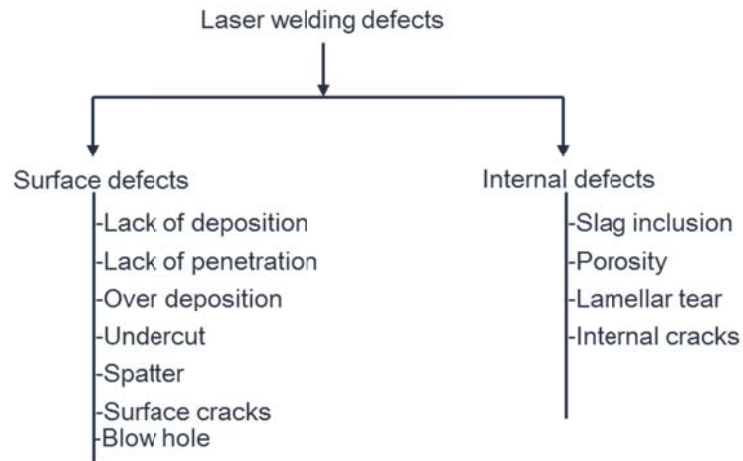 Laser welding defects
Surface defects
-Lack of deposition
-Lack of penetration
-Over deposition
-Undercut
-Spatter
-Surface cracks
-Blow hole
Internal defects
-Slag inclusion
-Porosity
-Lamellar tear
-Internal cracks